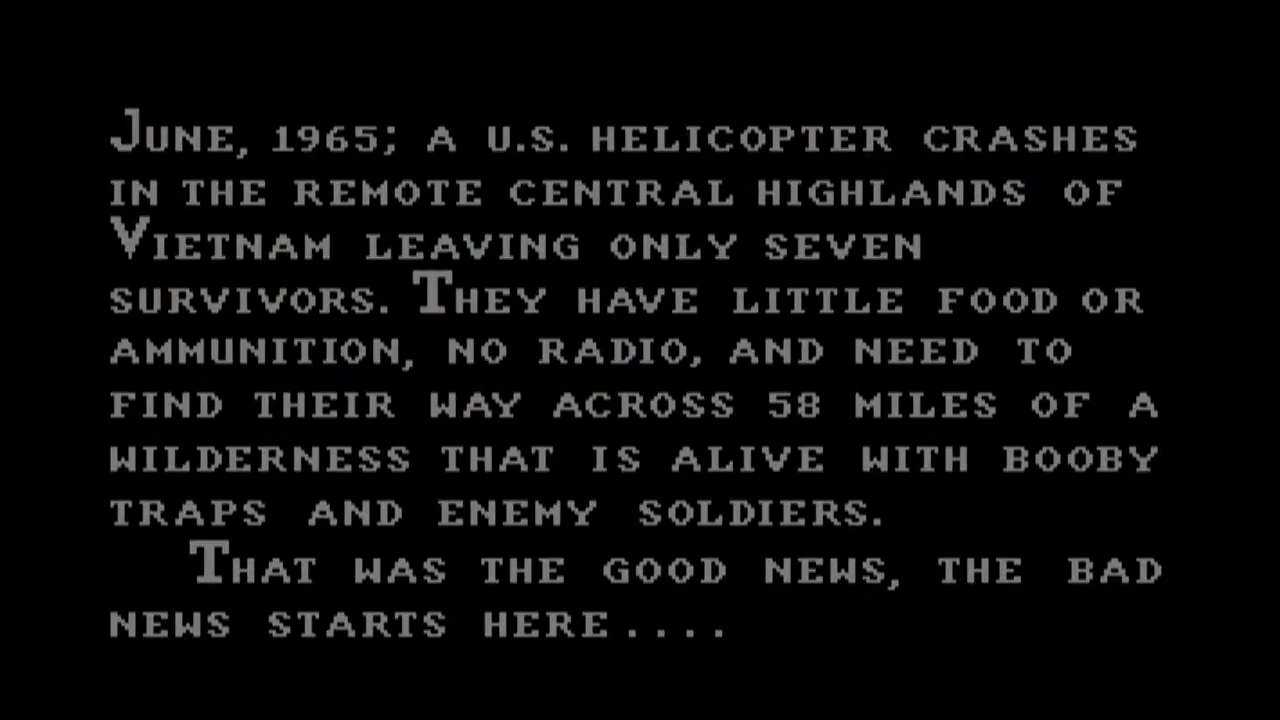 JUNE, 1965; A U.S. HELICOPTER CRASHES
IN THE REMOTE CENTRAL HIGHLANDS OF
VIETNAM LEAVING ONLY SEVEN
SURVIVORS. THEY HAVE LITTLE FOOD OR
AMMUNITION, NO RADIO, AND NEED TO
FIND THEIR WAY ACROSS 58 MILES OF A
WILDERNESS THAT IS ALIVE WITH BOOBY
TRAPS AND ENEMY SOLDIERS.
THAT WAS THE GOOD NEWS, THE BAD
NEWS STARTS HERE....